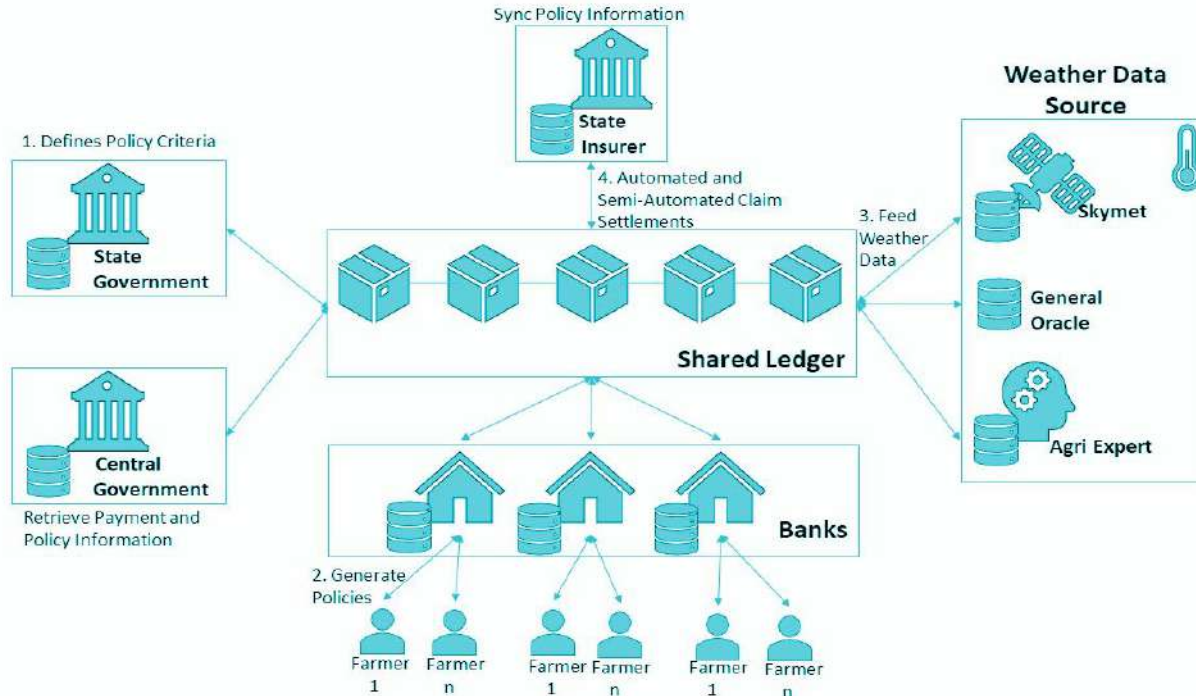 Sync Policy Information
State
Insurer
1. Defines Policy Criteria
State
Government
4. Automated and
Semi-Automated Claim
Settlements
Weather Data
Source
Skymet
3. Feed
Weather
Data
General
Oracle
Agri Expert
Shared Ledger
Central
Government
Retrieve Payment and
Policy Information
Banks
2. Generate
Policies
Farmer
1
Farmer
n
Farmer
1
Farmer
n
Farmer
1
Farmer
n